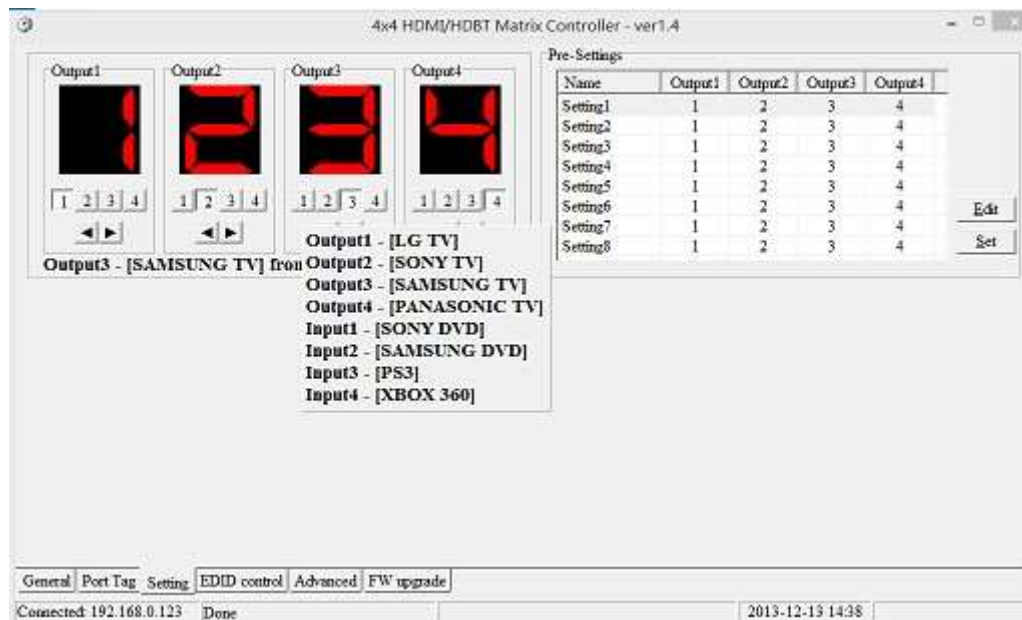 4x4 HDMI/HDBT Matrix Controller - ver1.4
Output1 Output2 Output3 Output4
1 2 3 4
1 2 3 4 1 2 3 4 1 2 3 4 1 2 3 4
Output3 - [SAMSUNG TV] from
Output1 - [LG TV]
Output2 - [SONY TV]
Output3 - [SAMSUNG TV]
Output4 - [PANASONIC TV]
Input1 - [SONY DVD]
Input2 - [SAMSUNG DVD]
Input3 - [PS3]
Input4 - [XBOX 360]
Pre-Settings
Name Output1 Output2 Output3 Output4
Setting1 1 2 3 4
Setting2 1 2 3 4
Setting3 1 2 3 4
Setting4 1 2 3 4
Setting5 1 2 3 4
Setting6 1 2 3 4
Setting7 1 2 3 4
Setting8 1 2 3 4
Edit
Set
General Port Tag Setting EDID control Advanced FW upgrade
Connected: 192.168.0.123 Done 2013-12-13 14:38